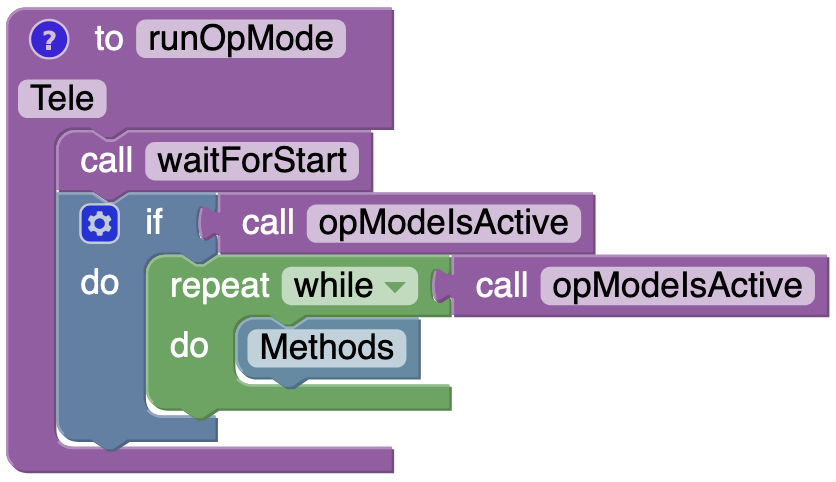 ? to runOpMode
Tele
call waitForStart
if call opModeIsActive
do repeat while call opModeIsActive
do Methods